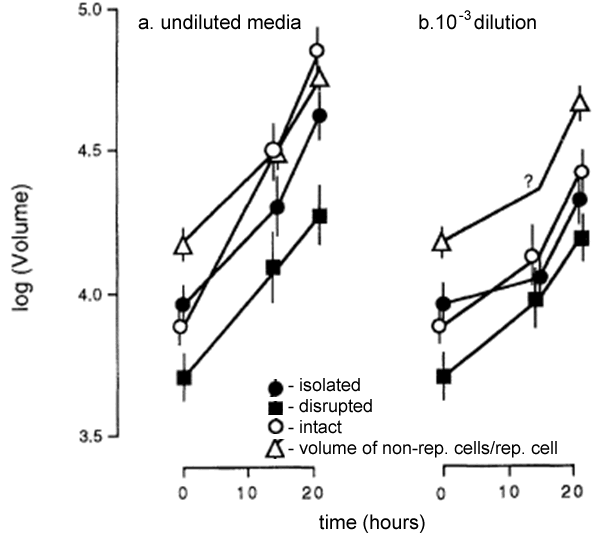 5.0
a. undiluted media
b.10⁻³ dilution
4.5
?
log (Volume)
4.0
- isolated
- disrupted
- intact
- volume of non-rep. cells/rep. cell
3.5
0 10 20
0 10 20
time (hours)